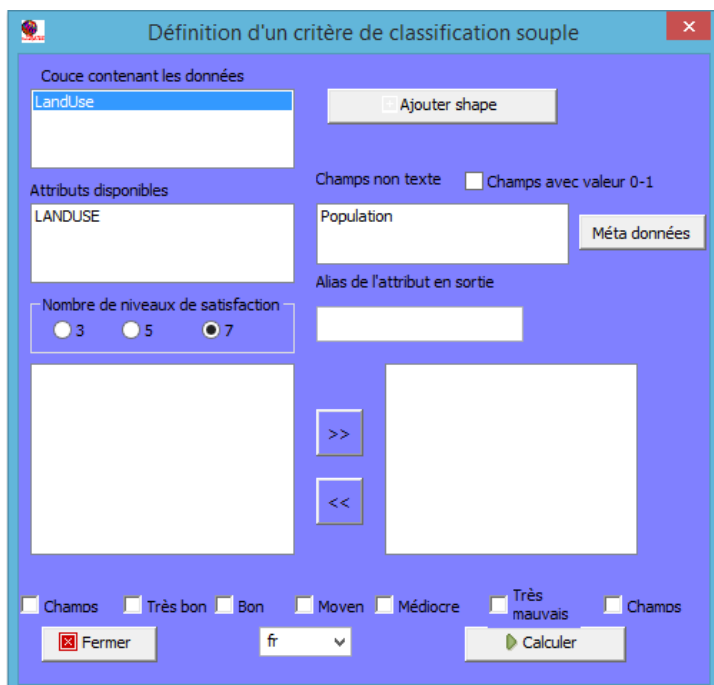 Définition d'un critère de classification souple
Couce contenant les données
LandUse
Ajouter shape
Attributs disponibles
LANDUSE
Champs non texte
Champs avec valeur 0-1
Population
Méta données
Alias de l'attribut en sortie
Nombre de niveaux de satisfaction
3 5 7
>>
<<
Champs Très bon Bon Moyen Médiocre Très mauvais Champs
Fermer
fr
Calculer